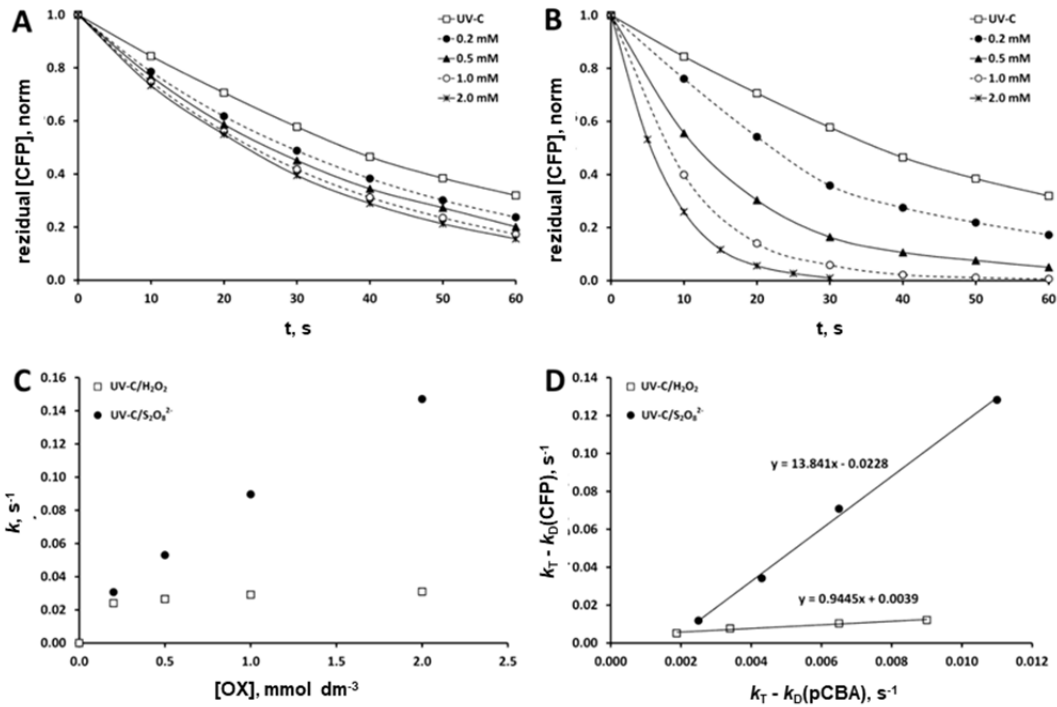 A
UV-C
0.2 mM
0.5 mM
1.0 mM
2.0 mM
rezidual [CFP], norm
1.0
0.8
0.6
0.4
0.2
0.0
0 10 20 30 40 50 60
t, s
B
UV-C
0.2 mM
0.5 mM
1.0 mM
2.0 mM
rezidual [CFP], norm
1.0
0.8
0.6
0.4
0.2
0.0
0 10 20 30 40 50 60
t, s
C
UV-C/H₂O₂
UV-C/S₂O₈²⁻
k, s⁻¹
0.16
0.14
0.12
0.10
0.08
0.06
0.04
0.02
0.00
0.0 0.5 1.0 1.5 2.0 2.5
[OX], mmol dm⁻³
D
UV-C/H₂O₂
UV-C/S₂O₈²⁻
y = 13.841x - 0.0228
y = 0.9445x + 0.0039
k_T - k_D(CFP), s⁻¹
0.14
0.12
0.10
0.08
0.06
0.04
0.02
0.00
0.000 0.002 0.004 0.006 0.008 0.010 0.012
k_T - k_D(pCBA), s⁻¹